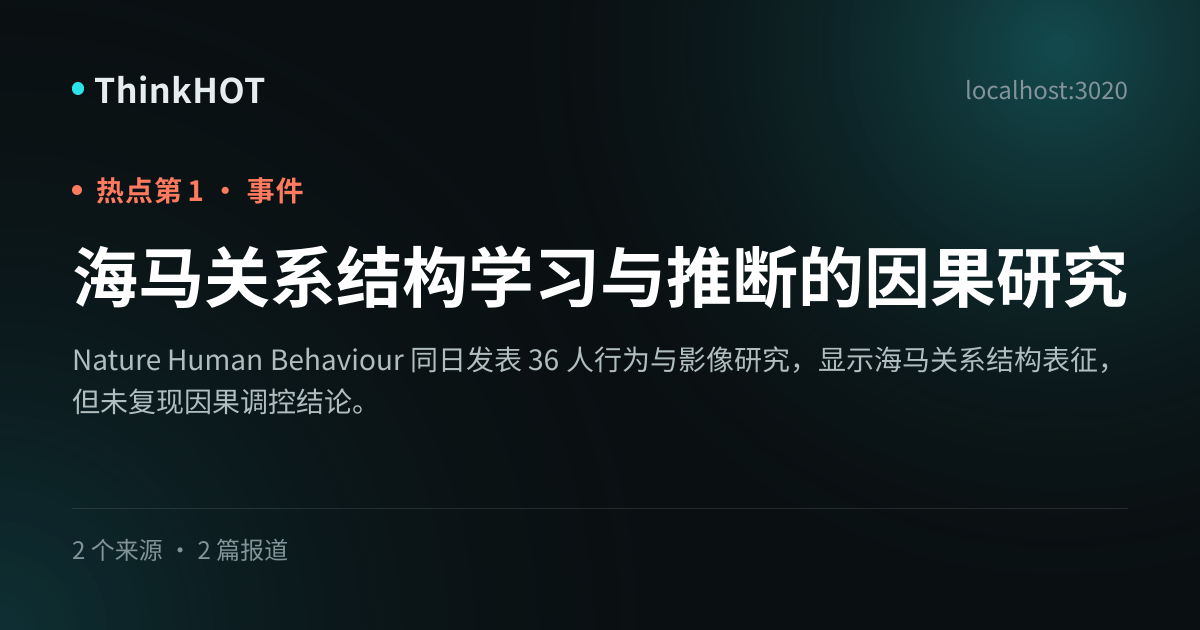 ThinkHOT
localhost:3020
热点第 1 · 事件
海马关系结构学习与推断的因果研究
Nature Human Behaviour 同日发表 36 人行为与影像研究，显示海马关系结构表征，
但未复现因果调控结论。
2 个来源 · 2 篇报道